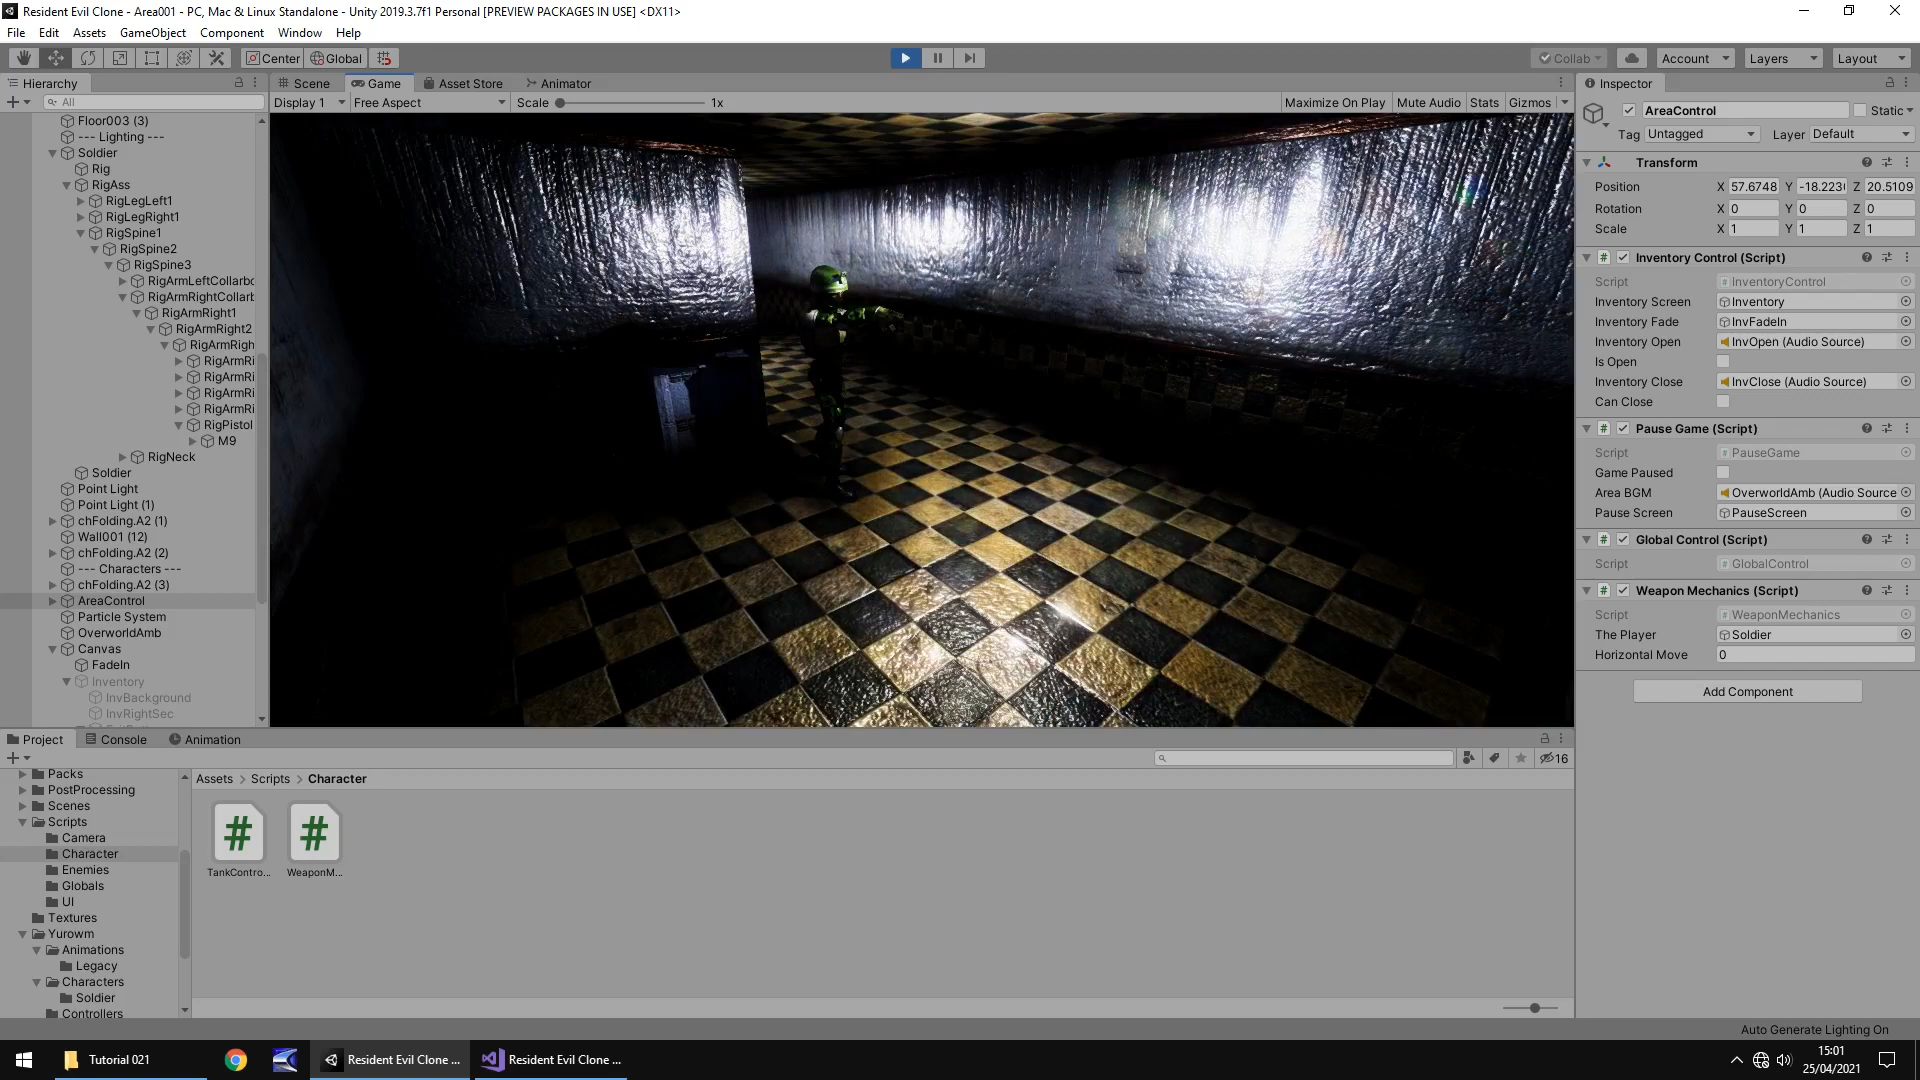 Resident Evil Clone - Area001 - PC, Mac & Linux Standalone - Unity 2019.3.7f1 Personal [PREVIEW PACKAGES IN USE] <DX11>
File Edit Assets GameObject Component Window Help
Center Global Collab Account Layers Layout
Hierarchy
All
Floor003 (3)
--- Lighting ---
Soldier
Rig
RigAss
RigLegLeft1
RigLegRight1
RigSpine1
RigSpine2
RigSpine3
RigArmLeftCollarbo
RigArmRightCollarb
RigArmRight1
RigArmRight2
RigArmRigh
RigArmRi
RigArmRi
RigArmRi
RigArmRi
RigPistol
M9
RigNeck
Soldier
Point Light
Point Light (1)
chFolding.A2 (1)
Wall001 (12)
chFolding.A2 (2)
--- Characters ---
chFolding.A2 (3)
AreaControl
Particle System
OverworldAmb
Canvas
FadeIn
Inventory
InvBackground
InvRightSec
Scene Game Asset Store Animator
Display 1 Free Aspect Scale 1x Maximize On Play Mute Audio Stats Gizmos
Inspector
AreaControl Static
Tag Untagged Layer Default
Transform
Position X 57.6748 Y -18.223 Z 20.5109
Rotation X 0 Y 0 Z 0
Scale X 1 Y 1 Z 1
Inventory Control (Script)
Script InventoryControl
Inventory Screen Inventory
Inventory Fade InvFadeIn
Inventory Open InvOpen (Audio Source)
Is Open
Inventory Close InvClose (Audio Source)
Can Close
Pause Game (Script)
Script PauseGame
Game Paused
Area BGM OverworldAmb (Audio Source
Pause Screen PauseScreen
Global Control (Script)
Script GlobalControl
Weapon Mechanics (Script)
Script WeaponMechanics
The Player Soldier
Horizontal Move 0
Add Component
Project Console Animation
16
Packs
PostProcessing
Scenes
Scripts
Camera
Character
Enemies
Globals
UI
Textures
Yurowm
Animations
Legacy
Characters
Soldier
Controllers
Assets > Scripts > Character
TankContro... WeaponM...
Auto Generate Lighting On
Tutorial 021 Resident Evil Clone ... Resident Evil Clone ...
15:01
25/04/2021